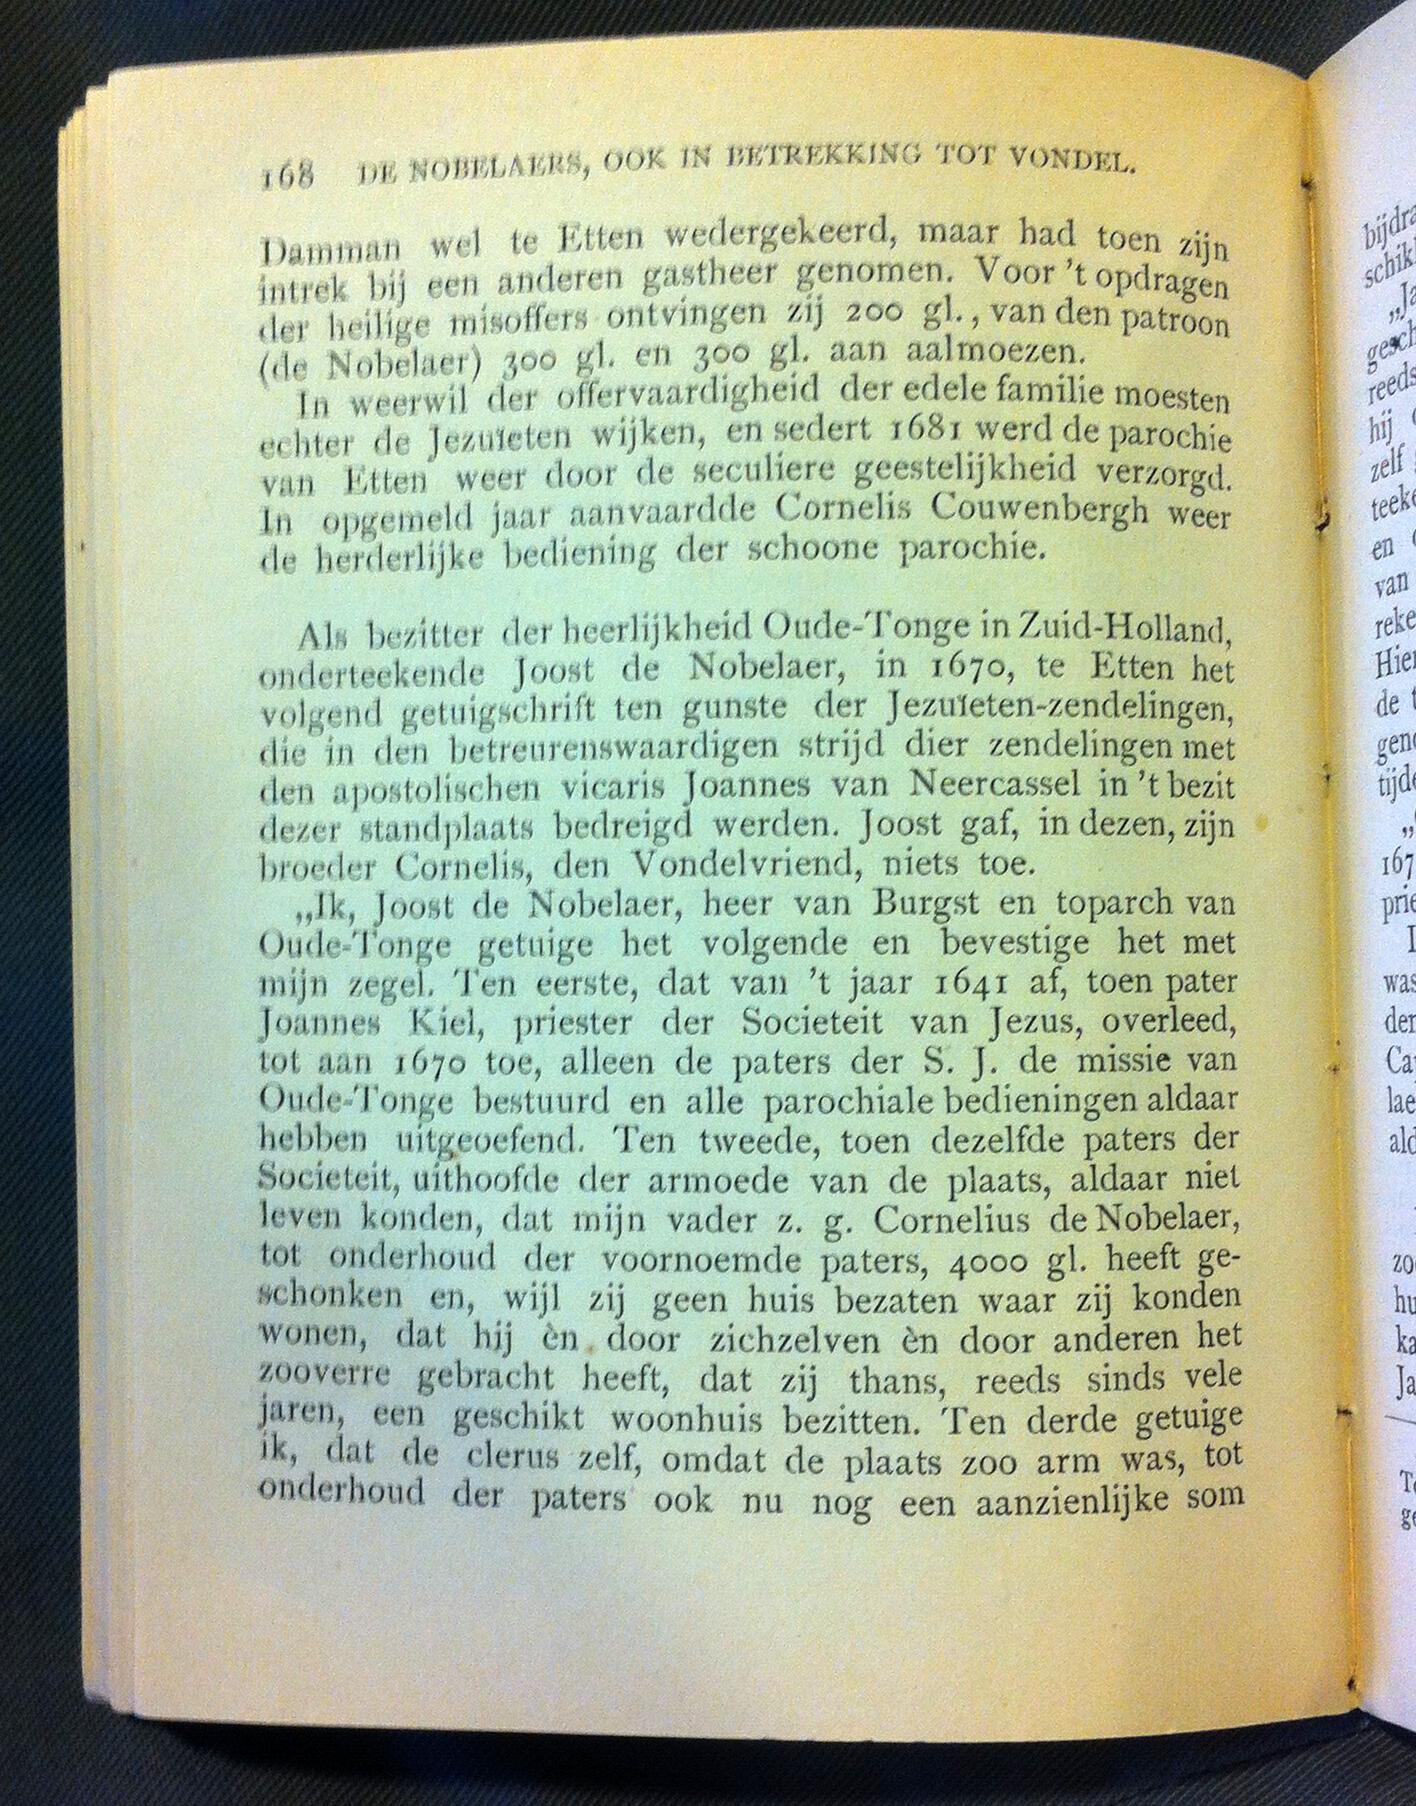 168 DE NOBELAERS, OOK IN BETREKKING TOT VONDEL.
Damman wel te Etten wedergekeerd, maar had toen zijn
intrek bij een anderen gastheer genomen. Voor 't opdragen
der heilige misoffers ontvingen zij 200 gl., van den patroon
(de Nobelaer) 300 gl. en 300 gl. aan aalmoezen.
In weerwil der offervaardigheid der edele familie moesten
echter de Jezuïeten wijken, en sedert 1681 werd de parochie
van Etten weer door de seculiere geestelijkheid verzorgd.
In opgemeld jaar aanvaardde Cornelis Couwenbergh weer
de herderlijke bediening der schoone parochie.
Als bezitter der heerlijkheid Oude-Tonge in Zuid-Holland,
onderteekende Joost de Nobelaer, in 1670, te Etten het
volgend getuigschrift ten gunste der Jezuïeten-zendelingen,
die in den betreurenswaardigen strijd dier zendelingen met
den apostolischen vicaris Joannes van Neercassel in 't bezit
dezer standplaats bedreigd werden. Joost gaf, in dezen, zijn
broeder Cornelis, den Vondelvriend, niets toe.
„Ik, Joost de Nobelaer, heer van Burgst en toparch van
Oude-Tonge getuige het volgende en bevestige het met
mijn zegel. Ten eerste, dat van 't jaar 1641 af, toen pater
Joannes Kiel, priester der Societeit van Jezus, overleed,
tot aan 1670 toe, alleen de paters der S. J. de missie van
Oude-Tonge bestuurd en alle parochiale bedieningen aldaar
hebben uitgeoefend. Ten tweede, toen dezelfde paters der
Societeit, uithoofde der armoede van de plaats, aldaar niet
leven konden, dat mijn vader z. g. Cornelius de Nobelaer,
tot onderhoud der voornoemde paters, 4000 gl. heeft ge-
schonken en, wijl zij geen huis bezaten waar zij konden
wonen, dat hij èn door zichzelven èn door anderen het
zooverre gebracht heeft, dat zij thans, reeds sinds vele
jaren, een geschikt woonhuis bezitten. Ten derde getuige
ik, dat de clerus zelf, omdat de plaats zoo arm was, tot
onderhoud der paters ook nu nog een aanzienlijke som